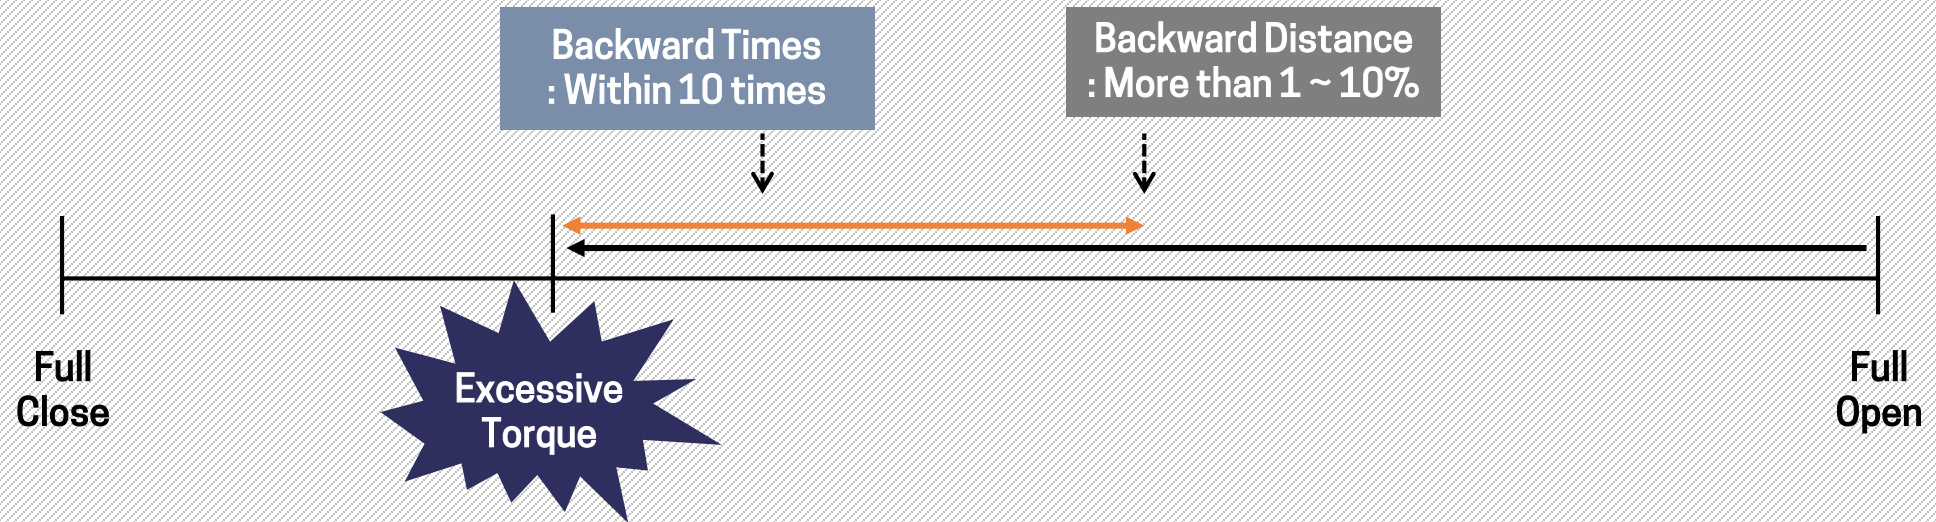 Backward Times
: Within 10 times
Backward Distance
: More than 1 ~ 10%
Full
Close
Excessive
Torque
Full
Open